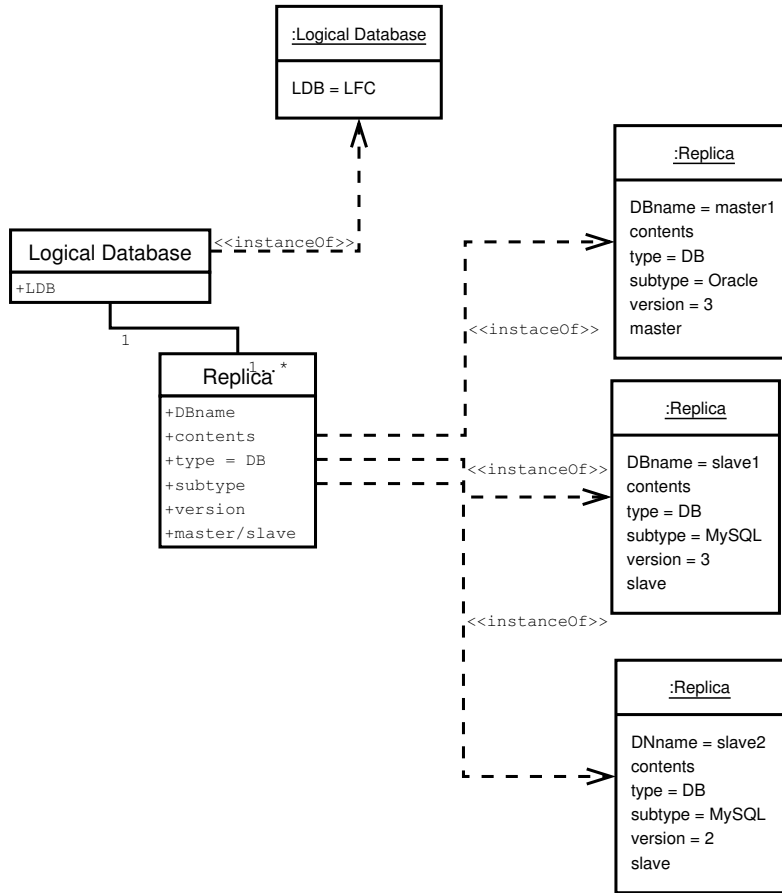 :Logical Database
LDB = LFC
<<instanceOf>>
Logical Database
+LDB
1
1..*
Replica
+DBname
+contents
+type = DB
+subtype
+version
+master/slave
:Replica
DBname = master1
contents
type = DB
subtype = Oracle
version = 3
master
<<instaceOf>>
:Replica
DBname = slave1
contents
type = DB
subtype = MySQL
version = 3
slave
<<instanceOf>>
<<instanceOf>>
:Replica
DNname = slave2
contents
type = DB
subtype = MySQL
version = 2
slave